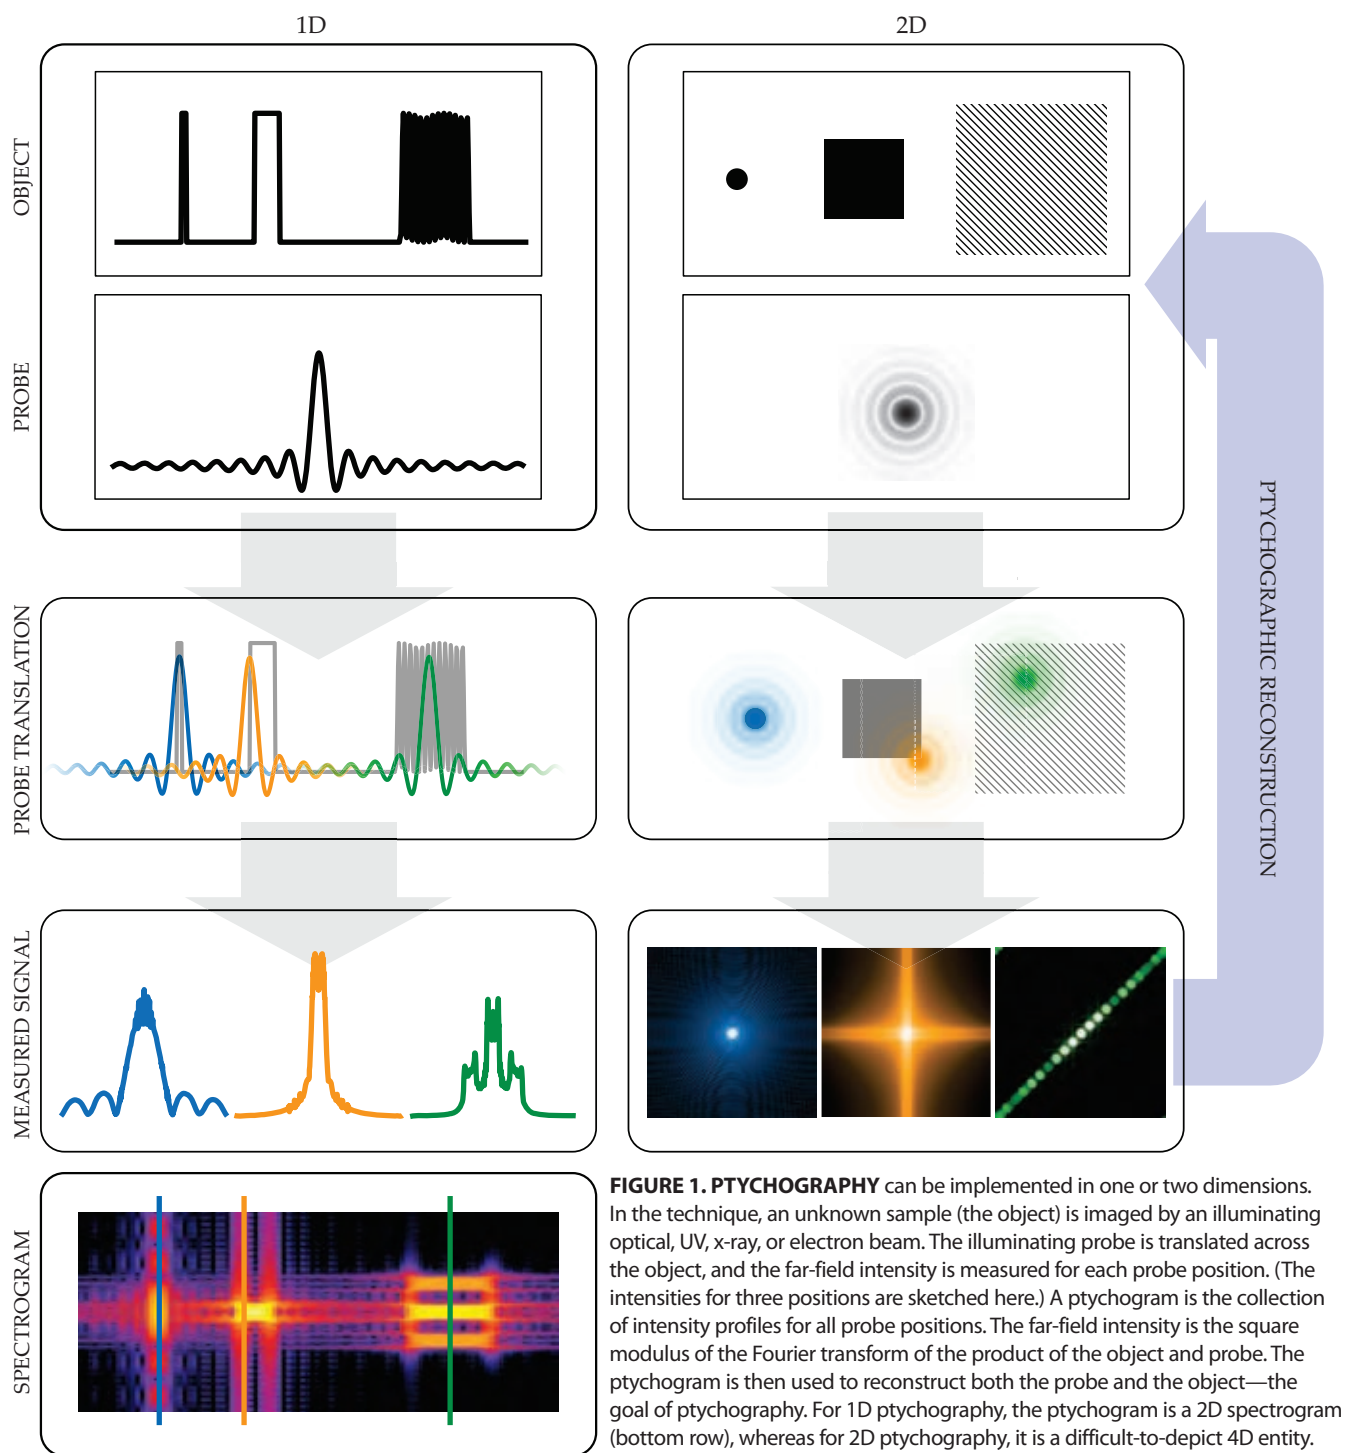 1D
2D
OBJECT
PROBE
PROBE TRANSLATION
MEASURED SIGNAL
SPECTROGRAM
PTYCHOGRAPHIC RECONSTRUCTION
FIGURE 1. PTYCHOGRAPHY can be implemented in one or two dimensions.
In the technique, an unknown sample (the object) is imaged by an illuminating
optical, UV, x-ray, or electron beam. The illuminating probe is translated across
the object, and the far-field intensity is measured for each probe position. (The
intensities for three positions are sketched here.) A ptychogram is the collection
of intensity profiles for all probe positions. The far-field intensity is the square
modulus of the Fourier transform of the product of the object and probe. The
ptychogram is then used to reconstruct both the probe and the object—the
goal of ptychography. For 1D ptychography, the ptychogram is a 2D spectrogram
(bottom row), whereas for 2D ptychography, it is a difficult-to-depict 4D entity.